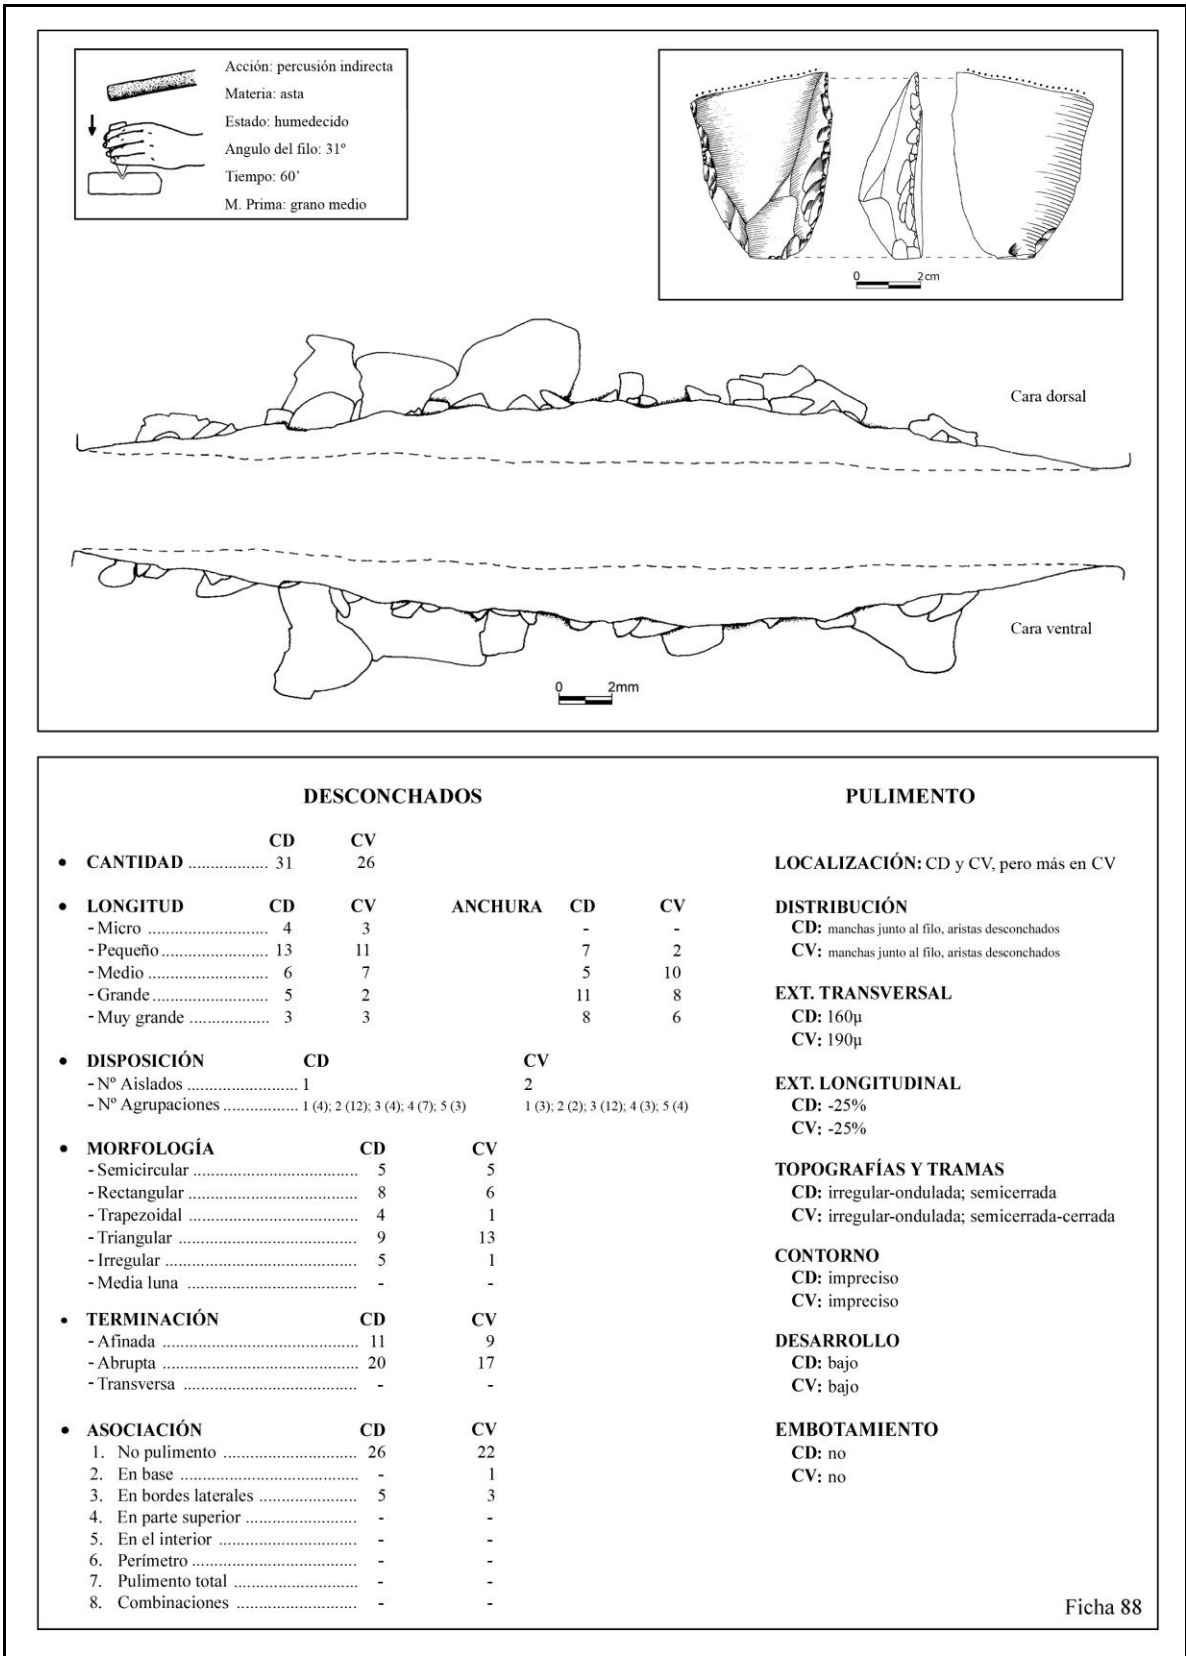 Acción: percusión indirecta
Materia: asta
Estado: humedecido
Angulo del filo: 31º
Tiempo: 60’
M. Prima: grano medio
0 2cm
Cara dorsal
Cara ventral
0 2mm
DESCONCHADOS
CD CV
• CANTIDAD .................. 31 26
• LONGITUD CD CV ANCHURA CD CV
- Micro ........................... 4 3 - -
- Pequeño........................ 13 11 7 2
- Medio ........................... 6 7 5 10
- Grande.......................... 5 2 11 8
- Muy grande .................. 3 3 8 6
• DISPOSICIÓN CD CV
- Nº Aislados ......................... 1 2
- Nº Agrupaciones ................. 1 (4); 2 (12); 3 (4); 4 (7); 5 (3) 1 (3); 2 (2); 3 (12); 4 (3); 5 (4)
• MORFOLOGÍA CD CV
- Semicircular ..................................... 5 5
- Rectangular ...................................... 8 6
- Trapezoidal ...................................... 4 1
- Triangular ........................................ 9 13
- Irregular ........................................... 5 1
- Media luna ...................................... - -
• TERMINACIÓN CD CV
- Afinada ............................................ 11 9
- Abrupta ............................................ 20 17
- Transversa ....................................... - -
• ASOCIACIÓN CD CV
1. No pulimento .............................. 26 22
2. En base ........................................ - 1
3. En bordes laterales ...................... 5 3
4. En parte superior ......................... - -
5. En el interior ............................... - -
6. Perímetro ..................................... - -
7. Pulimento total ............................ - -
8. Combinaciones ........................... - -
PULIMENTO
LOCALIZACIÓN: CD y CV, pero más en CV
DISTRIBUCIÓN
CD: manchas junto al filo, aristas desconchados
CV: manchas junto al filo, aristas desconchados
EXT. TRANSVERSAL
CD: 160µ
CV: 190µ
EXT. LONGITUDINAL
CD: -25%
CV: -25%
TOPOGRAFÍAS Y TRAMAS
CD: irregular-ondulada; semicerrada
CV: irregular-ondulada; semicerrada-cerrada
CONTORNO
CD: impreciso
CV: impreciso
DESARROLLO
CD: bajo
CV: bajo
EMBOTAMIENTO
CD: no
CV: no
Ficha 88